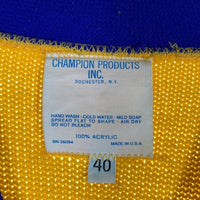 CHAMPION PRODUCTS
INC.
ROCHESTER, N.Y.
HAND WASH - COLD WATER - MILD SOAP
SPREAD FLAT TO SHAPE - AIR DRY
DO NOT BLEACH
100% ACRYLIC
RN 26094 MADE IN U.S.A.
40